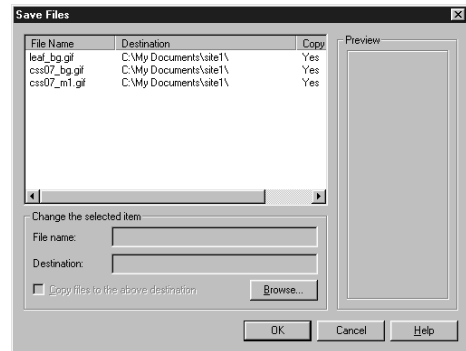 Save Files
File Name Destination Copy
leaf_bg.gif C:\My Documents\site1\ Yes
css07_bg.gif C:\My Documents\site1\ Yes
css07_m1.gif C:\My Documents\site1\ Yes
Preview
Change the selected item
File name:
Destination:
Copy files to the above destination
Browse...
OK Cancel Help